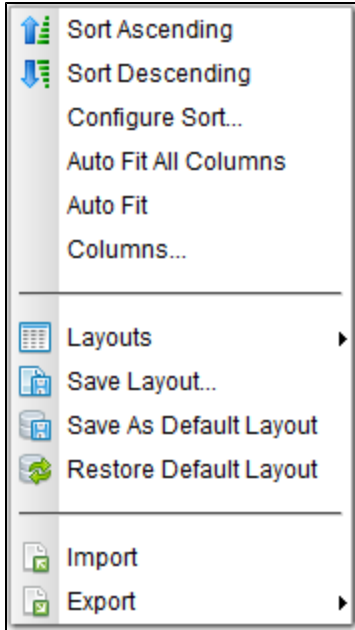 Sort Ascending
Sort Descending
Configure Sort...
Auto Fit All Columns
Auto Fit
Columns...
Layouts
Save Layout...
Save As Default Layout
Restore Default Layout
Import
Export